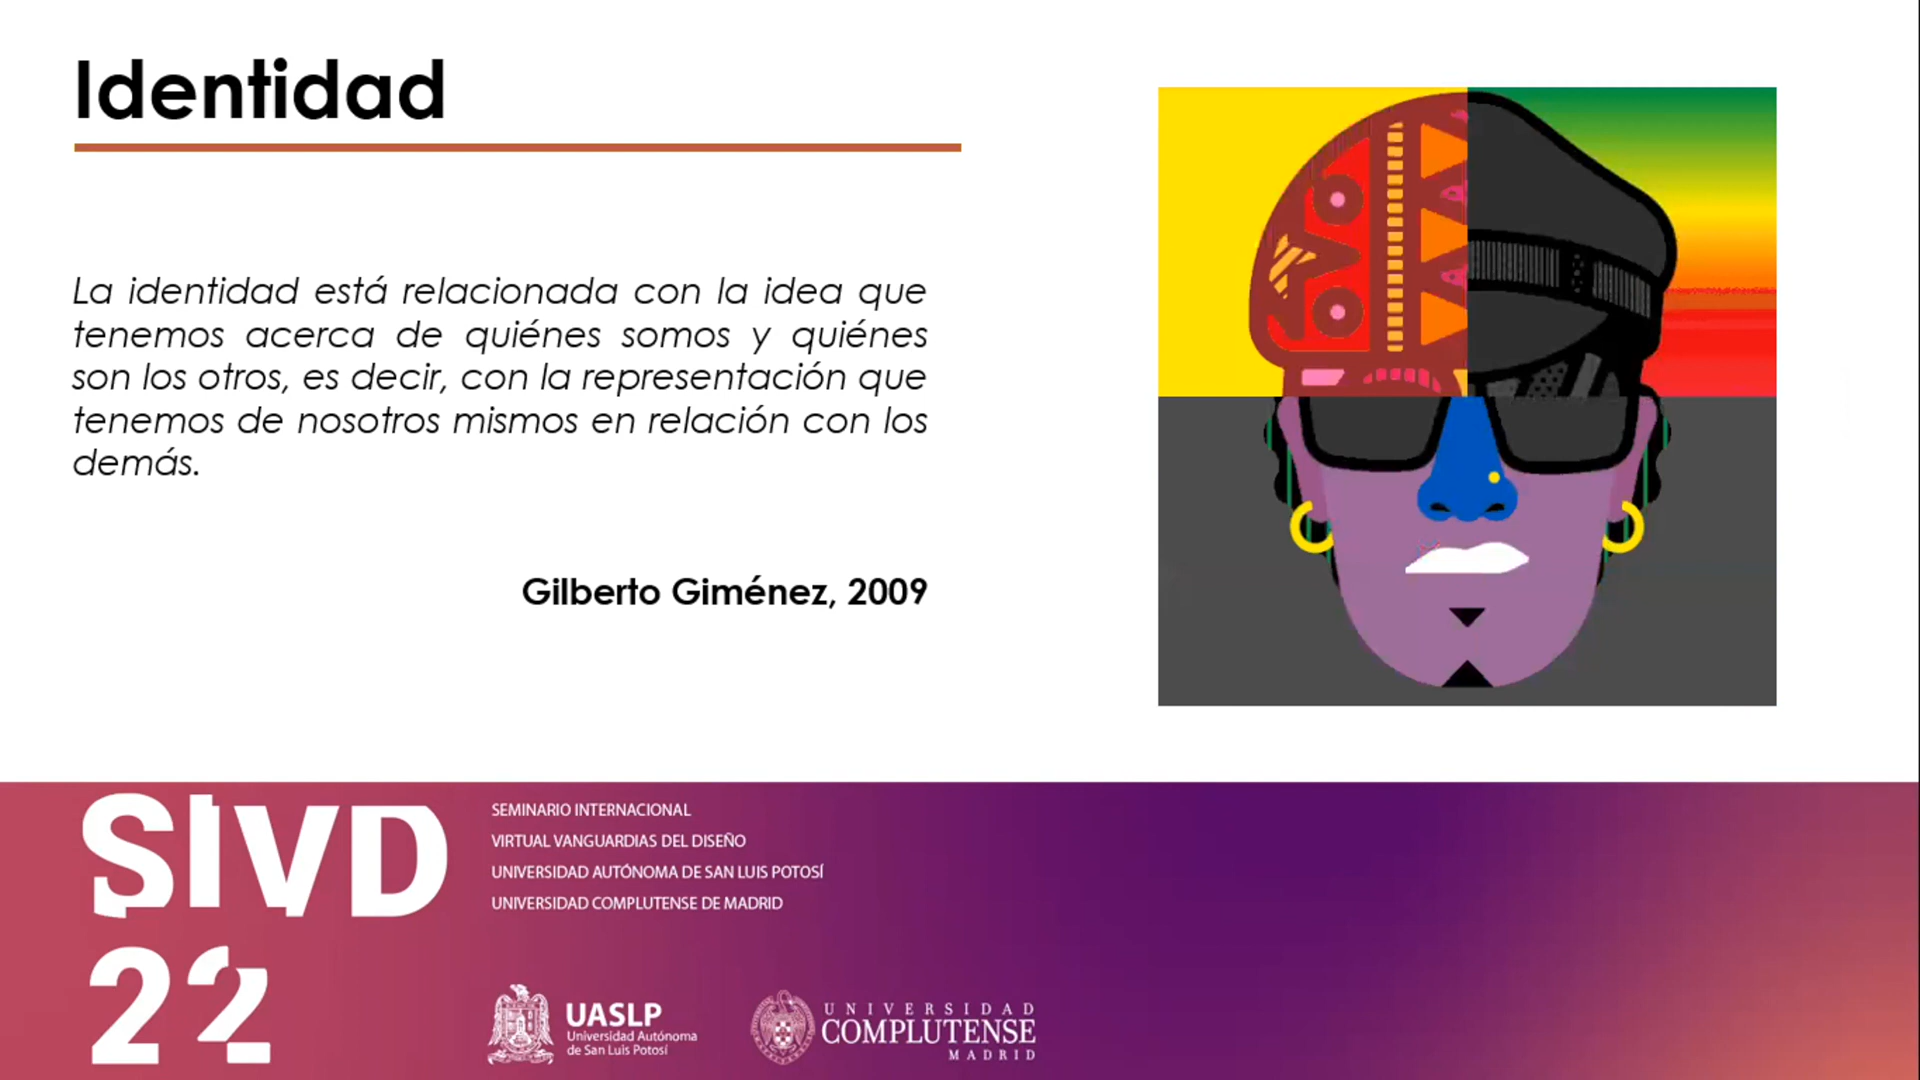 Identidad
La identidad está relacionada con la idea que
tenemos acerca de quiénes somos y quiénes
son los otros, es decir, con la representación que
tenemos de nosotros mismos en relación con los
demás.
Gilberto Giménez, 2009
SIVD
22
SEMINARIO INTERNACIONAL
VIRTUAL VANGUARDIAS DEL DISEÑO
UNIVERSIDAD AUTÓNOMA DE SAN LUIS POTOSÍ
UNIVERSIDAD COMPLUTENSE DE MADRID
UASLP
Universidad Autónoma
de San Luis Potosí
UNIVERSIDAD
COMPLUTENSE
MADRID